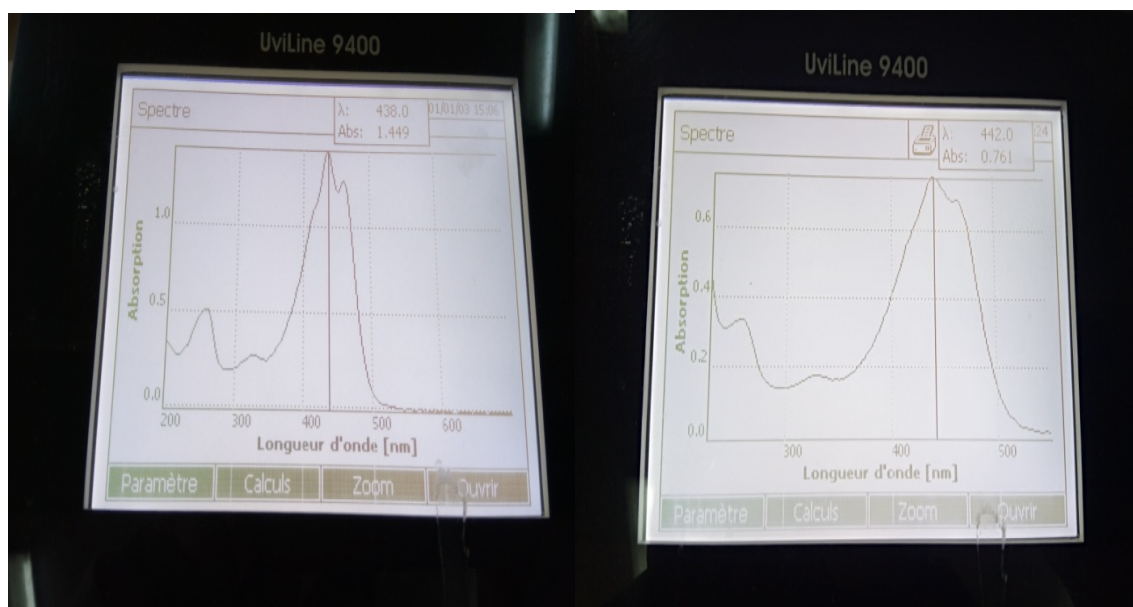 UviLine 9400
Spectre
λ: 438.0
Abs: 1.449
01/01/03 15:06
Absorption
1.0
0.5
0.0
200 300 400 500 600
Longueur d'onde [nm]
Paramètre Calculs Zoom Ouvrir
UviLine 9400
Spectre
λ: 442.0
Abs: 0.761
24
Absorption
0.6
0.4
0.2
0.0
300 400 500
Longueur d'onde [nm]
Paramètre Calculs Zoom Ouvrir